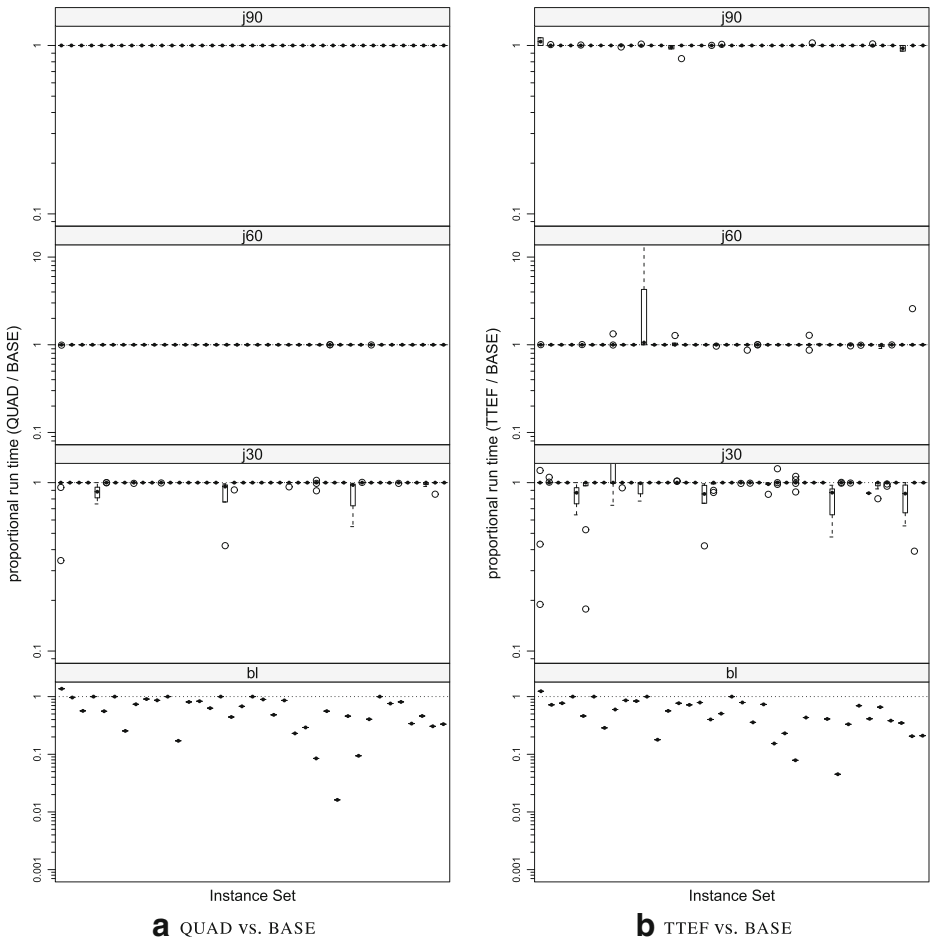 j90
1
0.1
j60
10
1
0.1
j30
1
0.1
bl
1
0.1
0.01
0.001
proportional run time (QUAD / BASE)
Instance Set
a QUAD VS. BASE
j90
1
0.1
j60
10
1
0.1
j30
1
0.1
bl
1
0.1
0.01
0.001
proportional run time (TTEF / BASE)
Instance Set
b TTEF VS. BASE